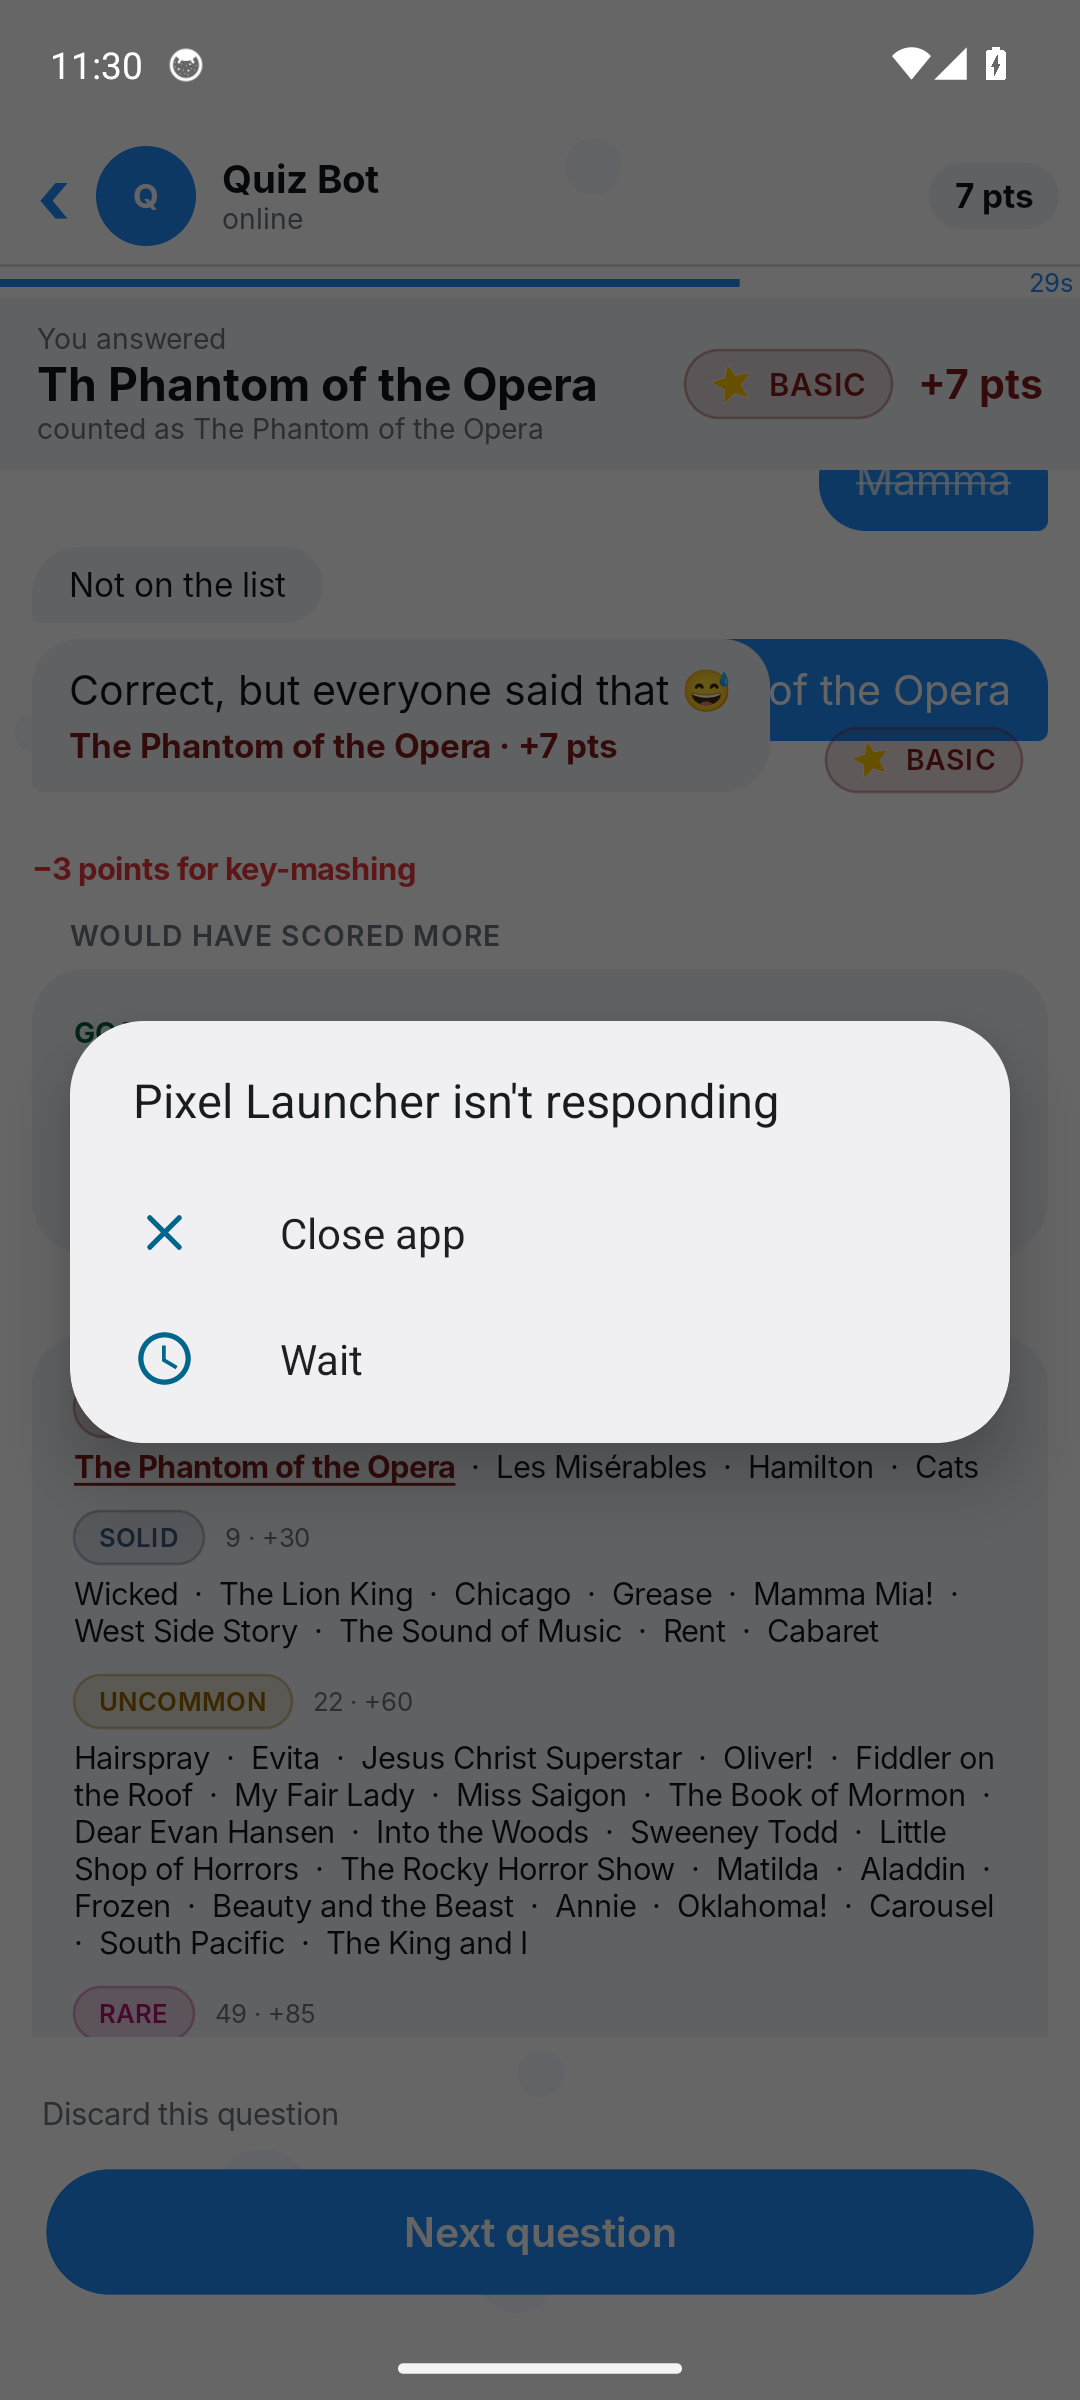 11:30
Q
Quiz Bot
online
7 pts
29s
You answered
Th Phantom of the Opera
counted as The Phantom of the Opera
BASIC
+7 pts
Mamma
Not on the list
Correct, but everyone said that 😅
of the Opera
The Phantom of the Opera · +7 pts
BASIC
−3 points for key-mashing
WOULD HAVE SCORED MORE
Pixel Launcher isn't responding
Close app
Wait
The Phantom of the Opera · Les Misérables · Hamilton · Cats
SOLID 9 · +30
Wicked · The Lion King · Chicago · Grease · Mamma Mia! ·
West Side Story · The Sound of Music · Rent · Cabaret
UNCOMMON 22 · +60
Hairspray · Evita · Jesus Christ Superstar · Oliver! · Fiddler on
the Roof · My Fair Lady · Miss Saigon · The Book of Mormon ·
Dear Evan Hansen · Into the Woods · Sweeney Todd · Little
Shop of Horrors · The Rocky Horror Show · Matilda · Aladdin ·
Frozen · Beauty and the Beast · Annie · Oklahoma! · Carousel
· South Pacific · The King and I
RARE 49 · +85
Discard this question
Next question